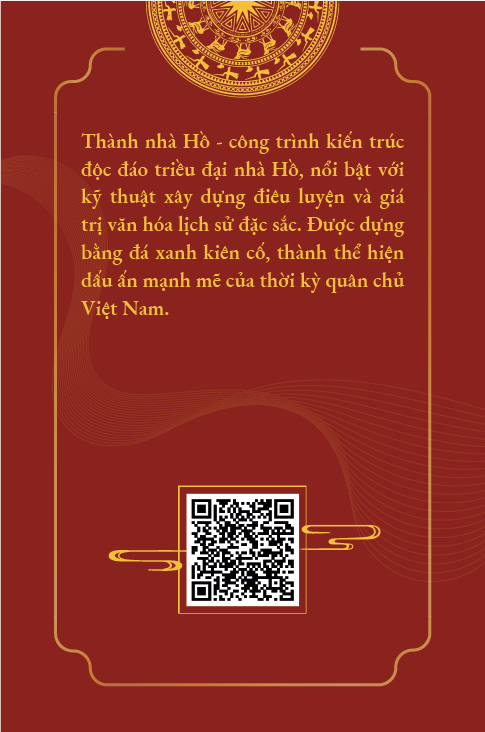 Thành nhà Hồ - công trình kiến trúc
độc đáo triều đại nhà Hồ, nổi bật với
kỹ thuật xây dựng điêu luyện và giá
trị văn hóa lịch sử đặc sắc. Được dựng
bằng đá xanh kiên cố, thành thể hiện
dấu ấn mạnh mẽ của thời kỳ quân chủ
Việt Nam.